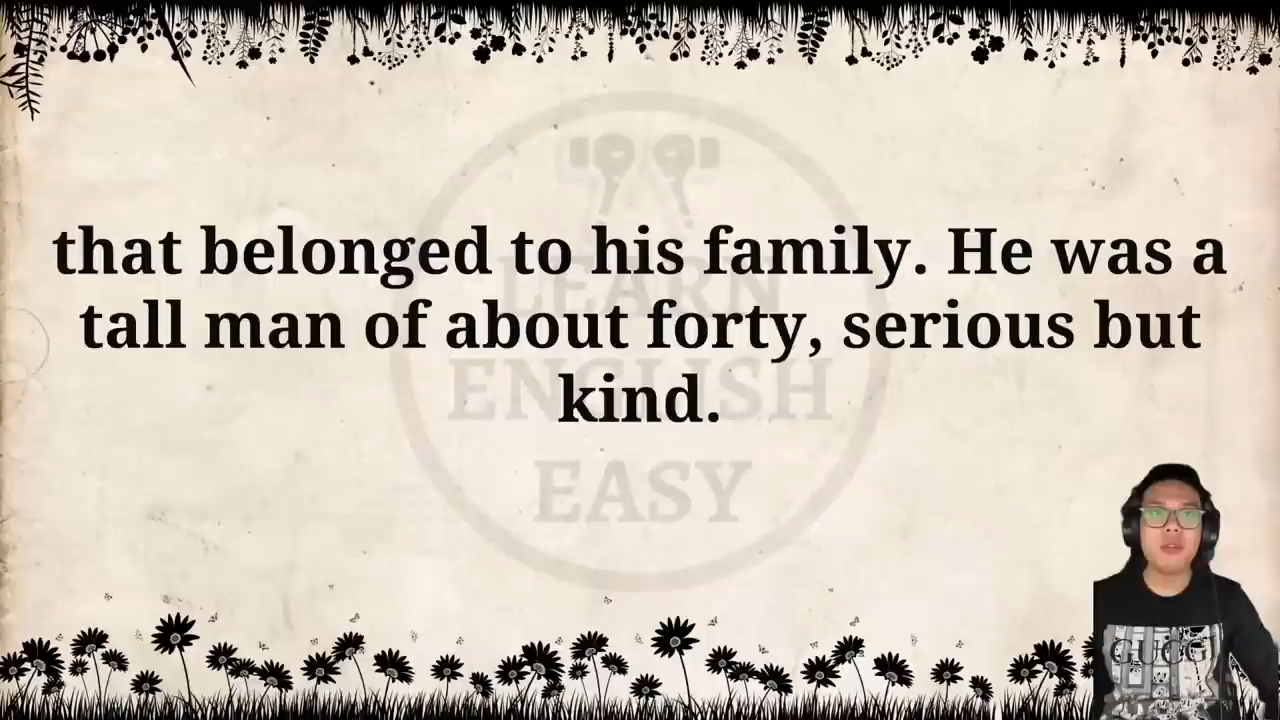 that belonged to his family. He was a
tall man of about forty, serious but
kind.
LEARN
ENGLISH
EASY
GUCCI